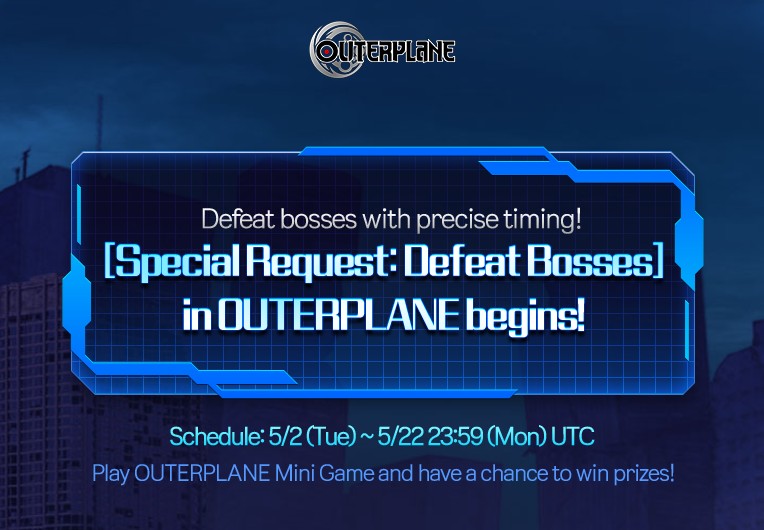 OUTERPLANE
Defeat bosses with precise timing!
[Special Request: Defeat Bosses]
in OUTERPLANE begins!
Schedule: 5/2 (Tue) ~ 5/22 23:59 (Mon) UTC
Play OUTERPLANE Mini Game and have a chance to win prizes!